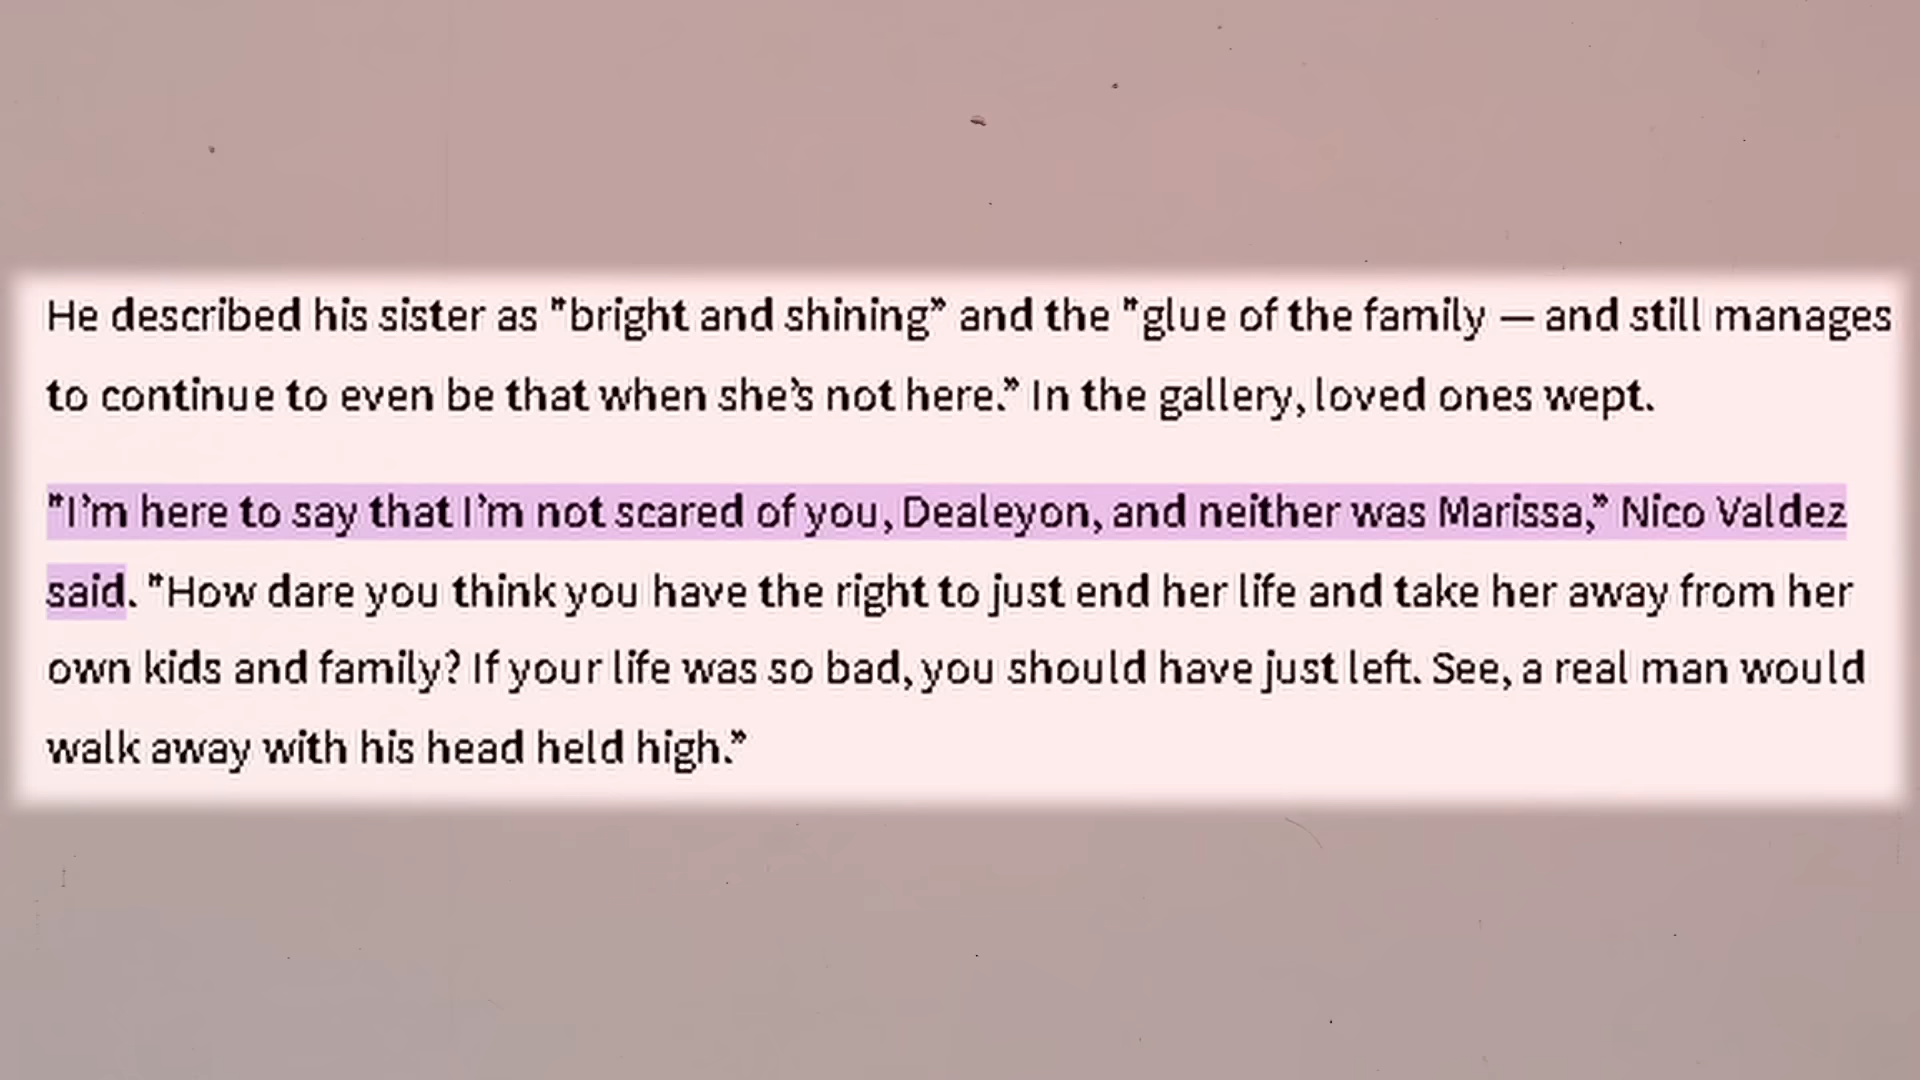 He described his sister as "bright and shining” and the "glue of the family — and still manages
to continue to even be that when she’s not here.” In the gallery, loved ones wept.
"I’m here to say that I’m not scared of you, Dealeyon, and neither was Marissa,” Nico Valdez
said. "How dare you think you have the right to just end her life and take her away from her
own kids and family? If your life was so bad, you should have just left. See, a real man would
walk away with his head held high.”